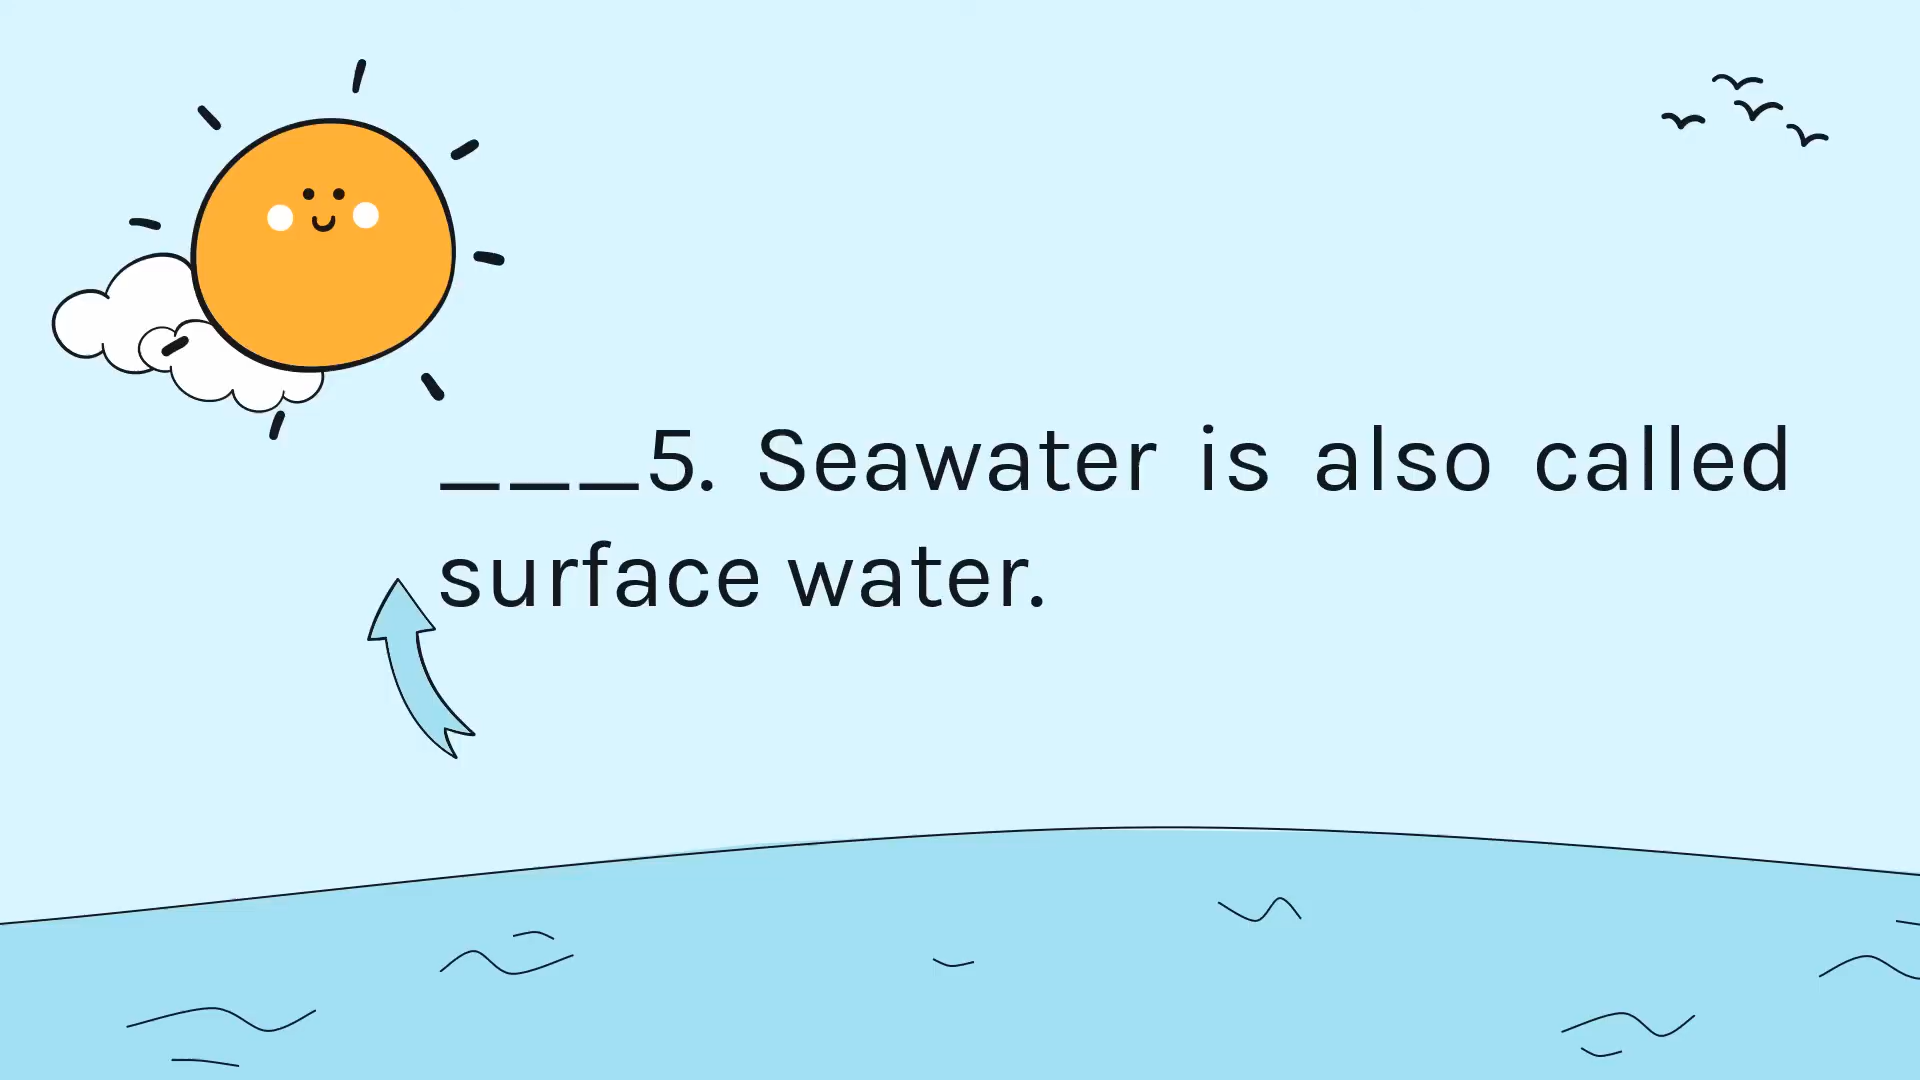 ___5. Seawater is also called
surface water.